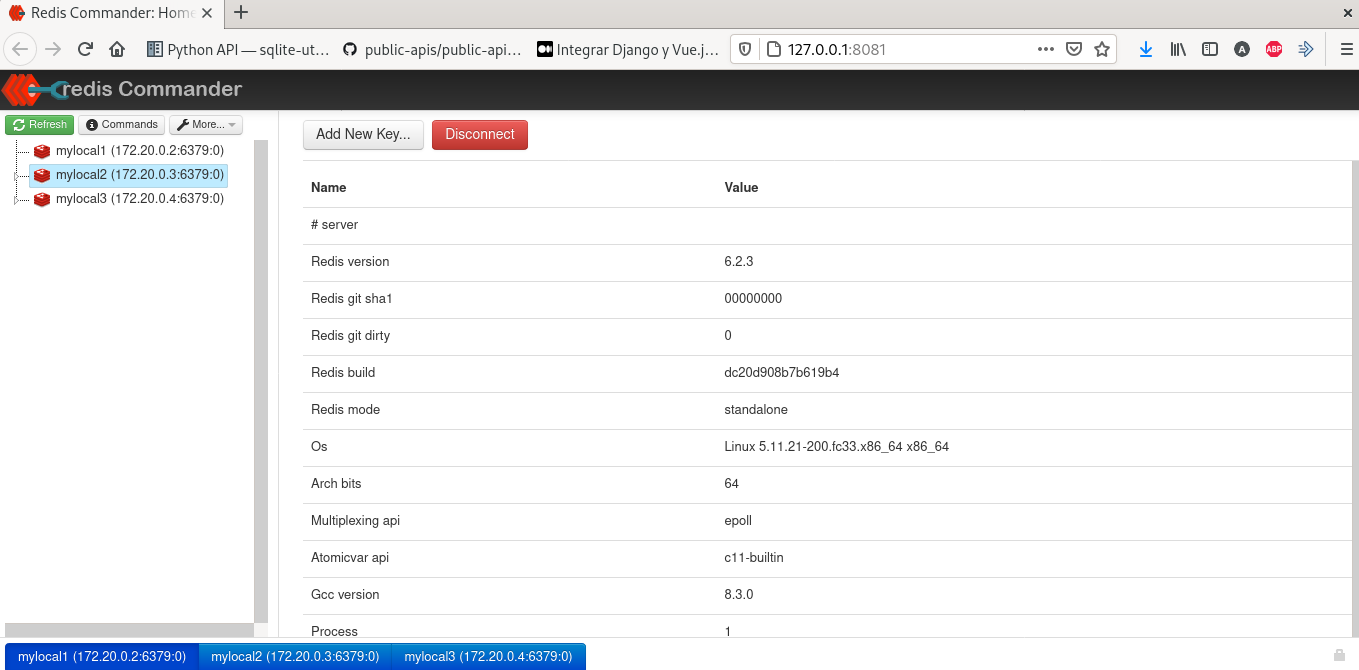 Redis Commander: Home
Python API — sqlite-ut…
public-apis/public-api…
Integrar Django y Vue.j…
127.0.0.1:8081
A
ABP
redis Commander
Refresh
Commands
More...
mylocal1 (172.20.0.2:6379:0)
mylocal2 (172.20.0.3:6379:0)
mylocal3 (172.20.0.4:6379:0)
Add New Key...
Disconnect
Name Value
# server
Redis version 6.2.3
Redis git sha1 00000000
Redis git dirty 0
Redis build dc20d908b7b619b4
Redis mode standalone
Os Linux 5.11.21-200.fc33.x86_64 x86_64
Arch bits 64
Multiplexing api epoll
Atomicvar api c11-builtin
Gcc version 8.3.0
Process 1
mylocal1 (172.20.0.2:6379:0) mylocal2 (172.20.0.3:6379:0) mylocal3 (172.20.0.4:6379:0)